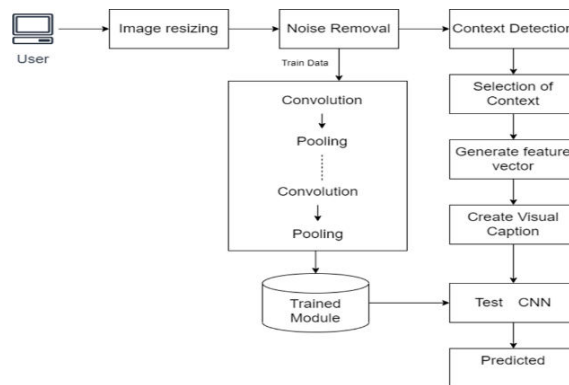 User
Image resizing
Noise Removal
Context Detection
Train Data
Convolution
Pooling
Convolution
Pooling
Trained
Module
Selection of
Context
Generate feature
vector
Create Visual
Caption
Test CNN
Predicted